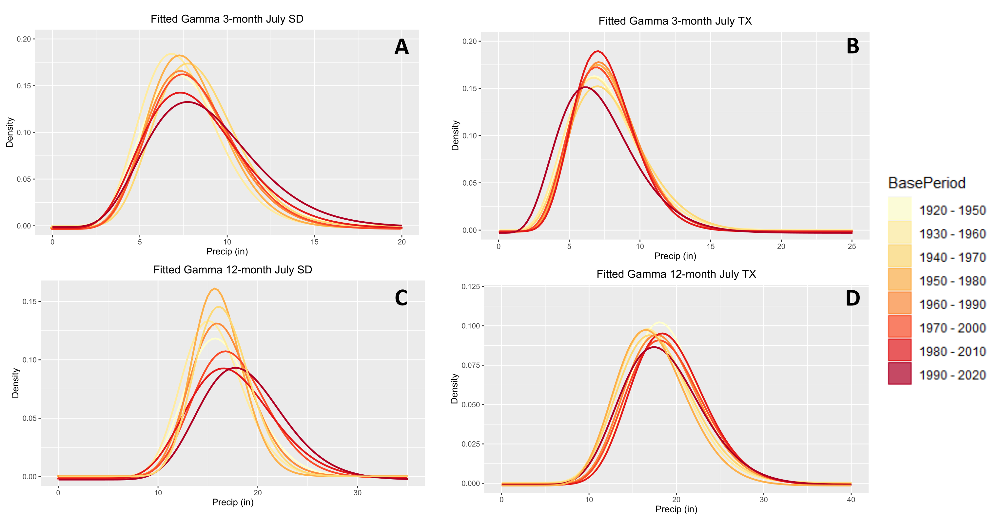 Fitted Gamma 3-month July SD
A
0.20
0.15
0.10
0.05
0.00
Density
0
5
10
15
20
Precip (in)
Fitted Gamma 3-month July TX
B
0.20
0.15
0.10
0.05
0.00
Density
0
5
10
15
20
25
Precip (in)
Fitted Gamma 12-month July SD
C
0.15
0.10
0.05
0.00
Density
0
10
20
30
Precip (in)
Fitted Gamma 12-month July TX
D
0.125
0.100
0.075
0.050
0.025
0.000
Density
0
10
20
30
40
Precip (in)
BasePeriod
1920 - 1950
1930 - 1960
1940 - 1970
1950 - 1980
1960 - 1990
1970 - 2000
1980 - 2010
1990 - 2020